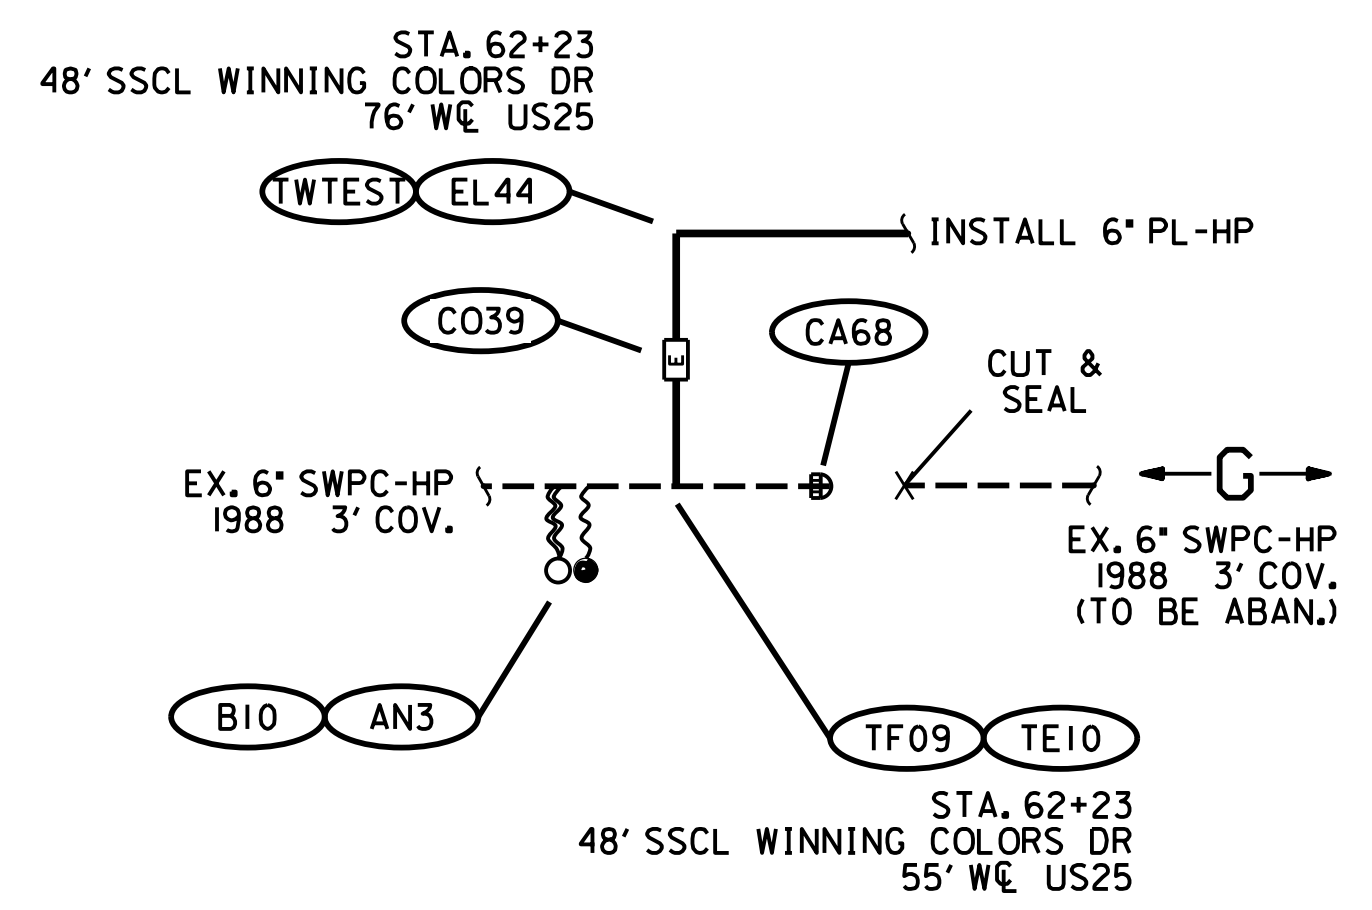 STA. 62+23
48' SSCL WINNING COLORS DR
76' W℄ US25
TWTEST EL44
INSTALL 6" PL-HP
CO39
CA68
E
CUT &
SEAL
EX. 6" SWPC-HP
1988 3' COV.
G
EX. 6" SWPC-HP
1988 3' COV.
(TO BE ABAN.)
B10 AN3
TF09 TE10
STA. 62+23
48' SSCL WINNING COLORS DR
55' W℄ US25